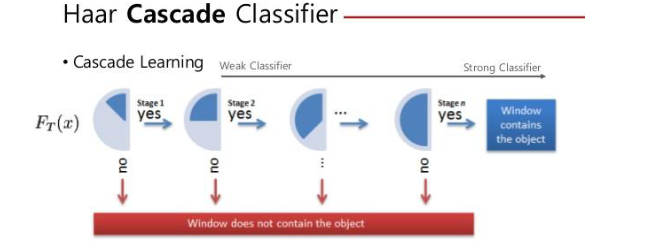 Haar Cascade Classifier
• Cascade Learning
Weak Classifier
Strong Classifier
F_T(x)
Stage 1
yes
Stage 2
yes
...
Stage n
yes
Window
contains
the object
no
no
...
no
Window does not contain the object